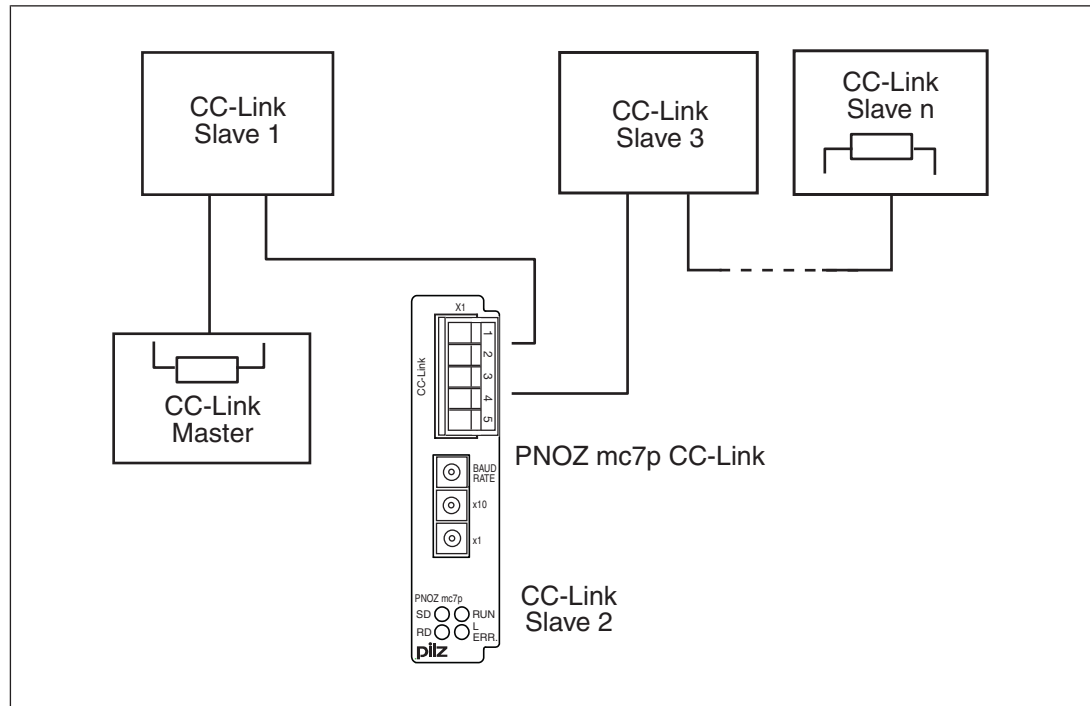 CC-Link
Slave 1
CC-Link
Slave 3
CC-Link
Slave n
CC-Link
Master
X1
CC-Link
1
2
3
4
5
PNOZ mc7p CC-Link
BAUD
RATE
x10
x1
PNOZ mc7p
SD RUN
RD L
ERR.
pilz
CC-Link
Slave 2